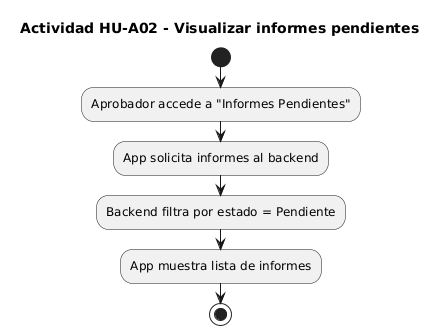 Actividad HU-A02 - Visualizar informes pendientes
Aprobador accede a "Informes Pendientes"
App solicita informes al backend
Backend filtra por estado = Pendiente
App muestra lista de informes